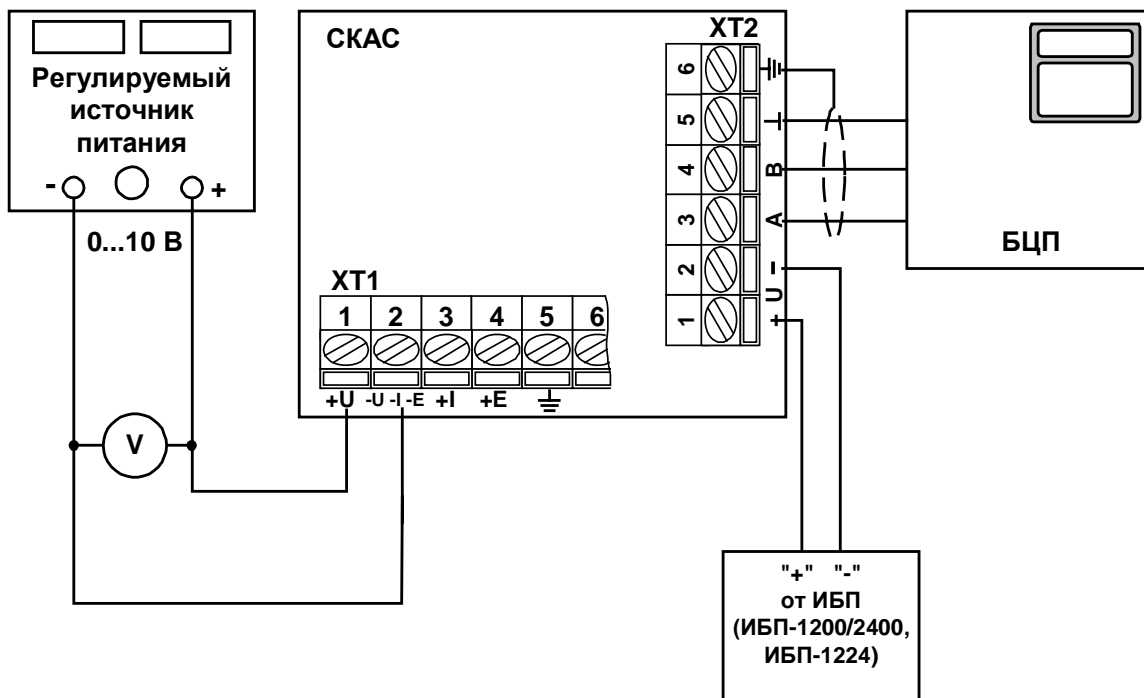 Регулируемый
источник
питания
- +
0...10 В
СКАС
XT2
6
5
4 B
3 A
2 -
U
1 +
БЦП
XT1
1 2 3 4 5 6
+U -U -I -E +I +E
V
"+" "-"
от ИБП
(ИБП-1200/2400,
ИБП-1224)